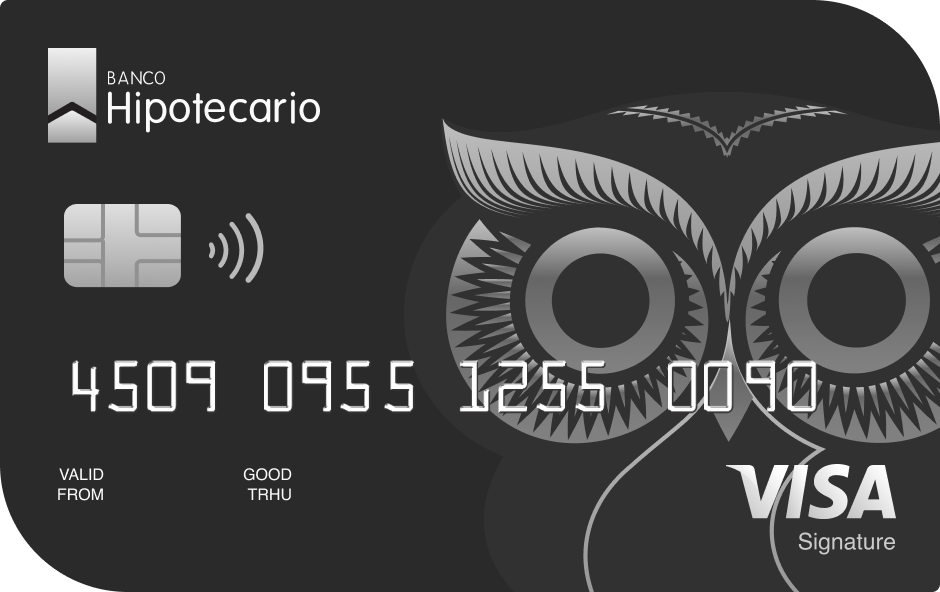 BANCO
Hipotecario
4509 0955 1255 0090
VALID
FROM
GOOD
TRHU
VISA
Signature